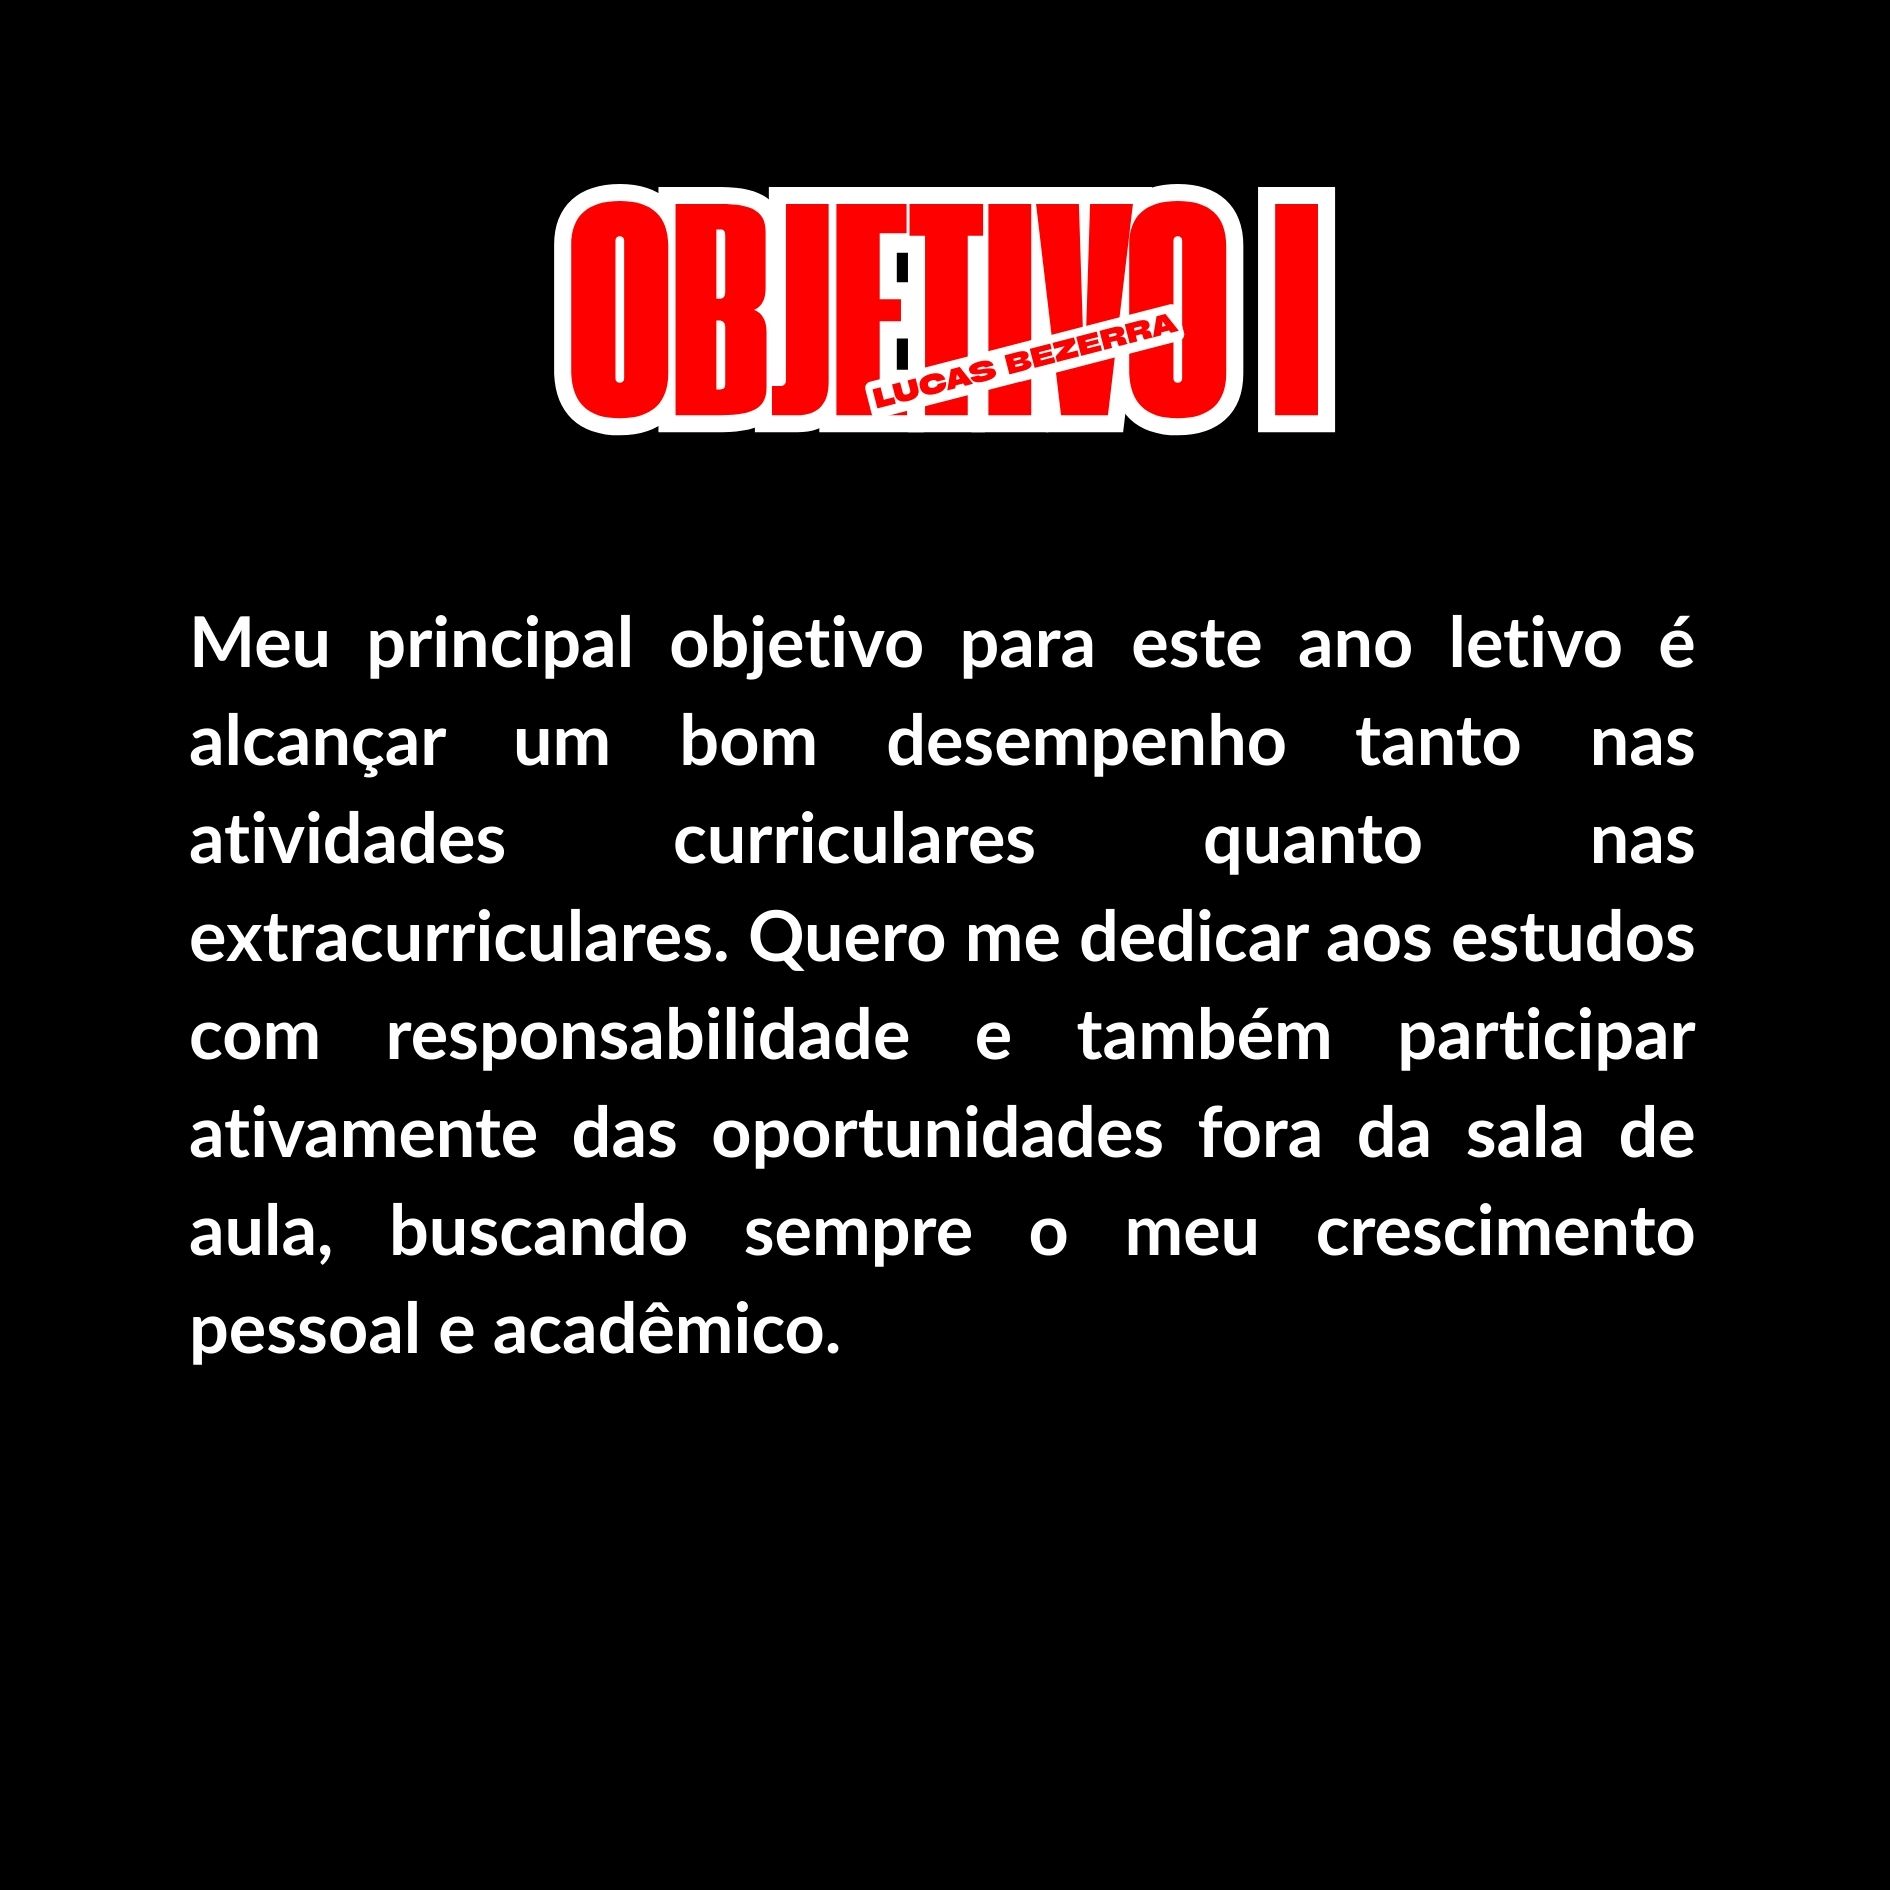 OBJETIVO I
LUCAS BEZERRA
Meu principal objetivo para este ano letivo é
alcançar um bom desempenho tanto nas
atividades curriculares quanto nas
extracurriculares. Quero me dedicar aos estudos
com responsabilidade e também participar
ativamente das oportunidades fora da sala de
aula, buscando sempre o meu crescimento
pessoal e acadêmico.